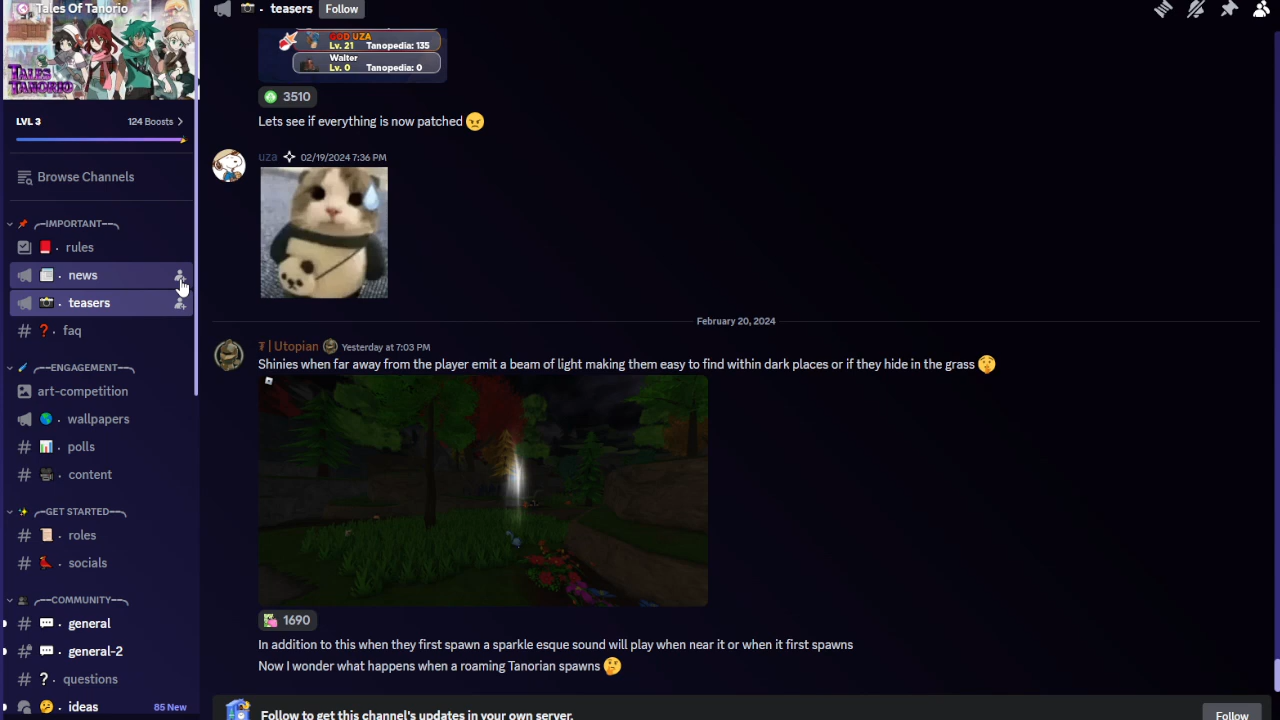 Tales Of Tanorio
TALES
TANORIO
LVL 3
124 Boosts
Browse Channels
IMPORTANT
rules
news
teasers
faq
ENGAGEMENT
art-competition
wallpapers
polls
content
GET STARTED
roles
socials
COMMUNITY
general
general-2
questions
ideas
85 New
teasers
Follow
GOD UZA
Lv. 21 Tanopedia: 135
Walter
Lv. 0 Tanopedia: 0
3510
Lets see if everything is now patched 😠
uza 02/19/2024 7:36 PM
February 20, 2024
₮ | Utopian Yesterday at 7:03 PM
Shinies when far away from the player emit a beam of light making them easy to find within dark places or if they hide in the grass 🤫
1690
In addition to this when they first spawn a sparkle esque sound will play when near it or when it first spawns
Now I wonder what happens when a roaming Tanorian spawns 🤔
Follow to get this channel's updates in your own server.
Follow